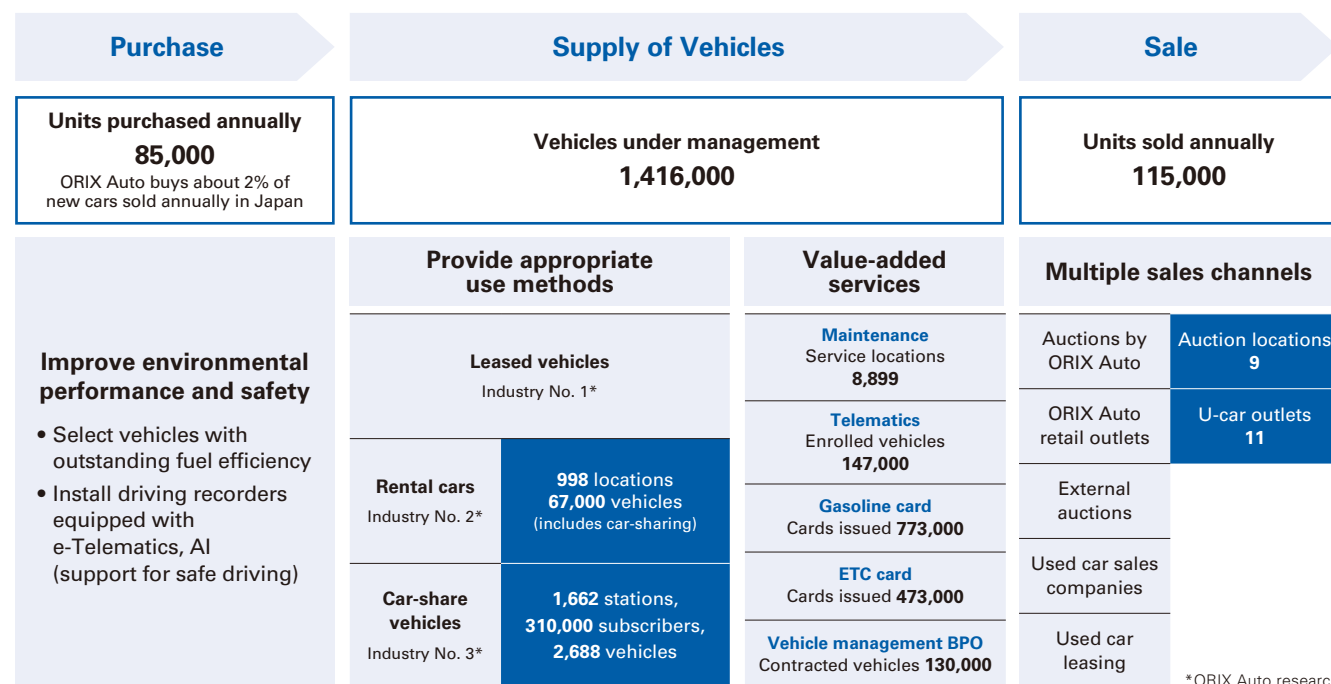 Purchase
Supply of Vehicles
Sale
Units purchased annually
85,000
ORIX Auto buys about 2% of
new cars sold annually in Japan
Vehicles under management
1,416,000
Units sold annually
115,000
Improve environmental
performance and safety
• Select vehicles with
outstanding fuel efficiency
• Install driving recorders
equipped with
e-Telematics, AI
(support for safe driving)
Provide appropriate
use methods
Leased vehicles
Industry No. 1*
Rental cars
Industry No. 2*
998 locations
67,000 vehicles
(includes car-sharing)
Car-share
vehicles
Industry No. 3*
1,662 stations,
310,000 subscribers,
2,688 vehicles
Value-added
services
Maintenance
Service locations
8,899
Telematics
Enrolled vehicles
147,000
Gasoline card
Cards issued 773,000
ETC card
Cards issued 473,000
Vehicle management BPO
Contracted vehicles 130,000
Multiple sales channels
Auctions by
ORIX Auto
Auction locations
9
ORIX Auto
retail outlets
U-car outlets
11
External
auctions
Used car sales
companies
Used car
leasing
*ORIX Auto researc